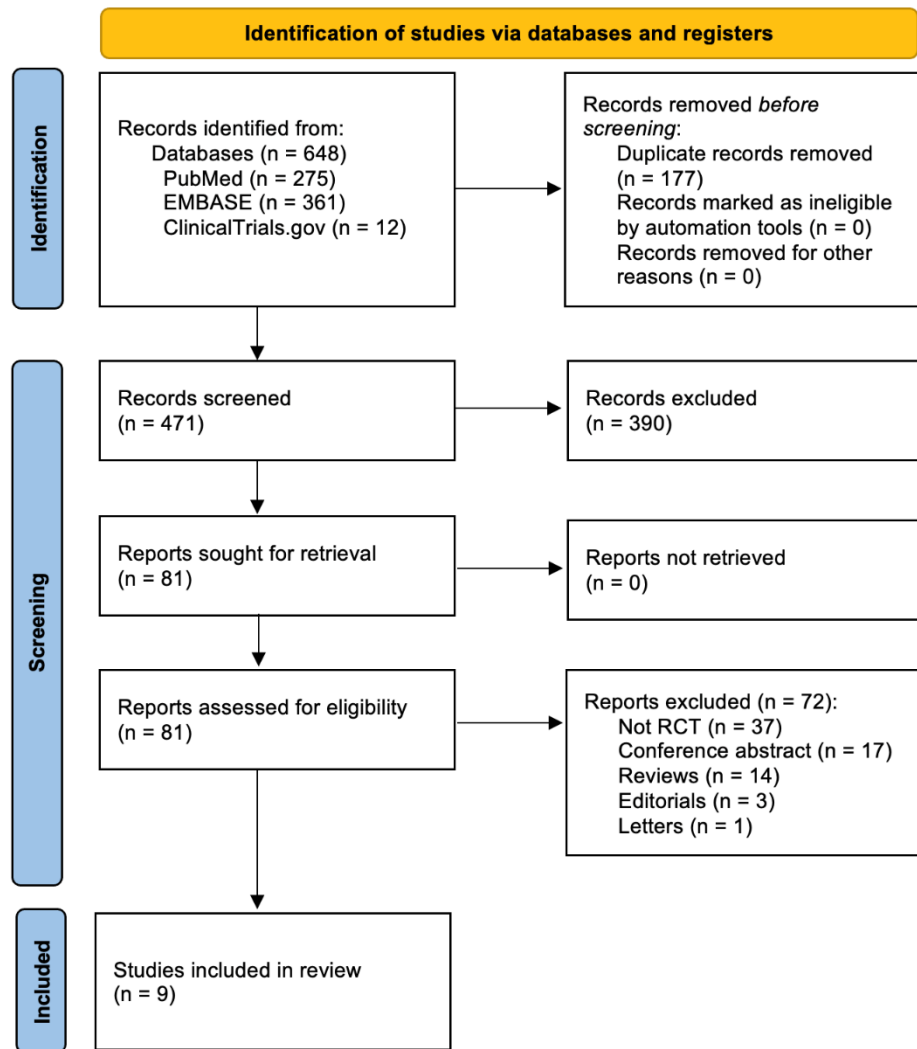 Identification of studies via databases and registers
Identification
Records identified from:
Databases (n = 648)
PubMed (n = 275)
EMBASE (n = 361)
ClinicalTrials.gov (n = 12)
Records removed before
screening:
Duplicate records removed
(n = 177)
Records marked as ineligible
by automation tools (n = 0)
Records removed for other
reasons (n = 0)
Screening
Records screened
(n = 471)
Records excluded
(n = 390)
Reports sought for retrieval
(n = 81)
Reports not retrieved
(n = 0)
Reports assessed for eligibility
(n = 81)
Reports excluded (n = 72):
Not RCT (n = 37)
Conference abstract (n = 17)
Reviews (n = 14)
Editorials (n = 3)
Letters (n = 1)
Included
Studies included in review
(n = 9)